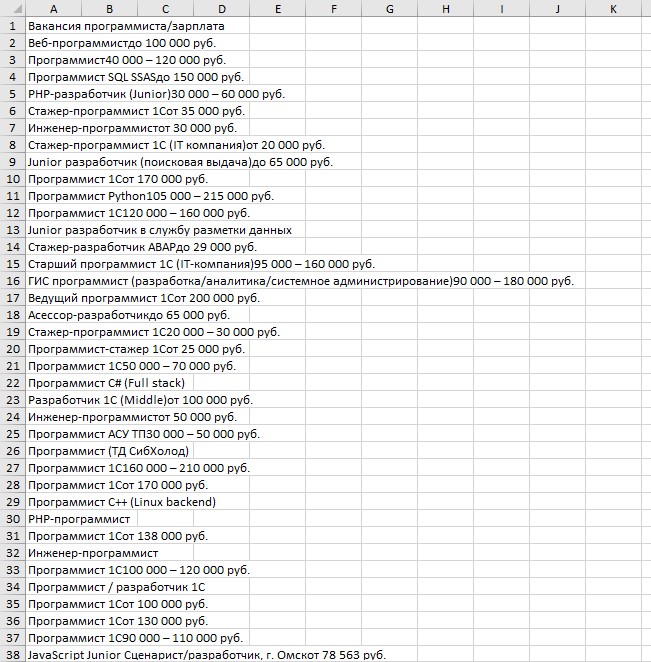 A B C D E F G H I J K
1 Вакансия программиста/зарплата
2 Веб-программистдо 100 000 руб.
3 Программист40 000 – 120 000 руб.
4 Программист SQL SSASдо 150 000 руб.
5 PHP-разработчик (Junior)30 000 – 60 000 руб.
6 Стажер-программист 1Сот 35 000 руб.
7 Инженер-программистот 30 000 руб.
8 Стажер-программист 1С (IT компания)от 20 000 руб.
9 Junior разработчик (поисковая выдача)до 65 000 руб.
10 Программист 1Сот 170 000 руб.
11 Программист Python105 000 – 215 000 руб.
12 Программист 1С120 000 – 160 000 руб.
13 Junior разработчик в службу разметки данных
14 Стажер-разработчик АВАРдо 29 000 руб.
15 Старший программист 1С (IT-компания)95 000 – 160 000 руб.
16 ГИС программист (разработка/аналитика/системное администрирование)90 000 – 180 000 руб.
17 Ведущий программист 1Сот 200 000 руб.
18 Асессор-разработчикдо 65 000 руб.
19 Стажер-программист 1С20 000 – 30 000 руб.
20 Программист-стажер 1Сот 25 000 руб.
21 Программист 1С50 000 – 70 000 руб.
22 Программист C# (Full stack)
23 Разработчик 1С (Middle)от 100 000 руб.
24 Инженер-программистот 50 000 руб.
25 Программист АСУ ТП30 000 – 50 000 руб.
26 Программист (ТД СибХолод)
27 Программист 1С160 000 – 210 000 руб.
28 Программист 1Сот 170 000 руб.
29 Программист C++ (Linux backend)
30 PHP-программист
31 Программист 1Сот 138 000 руб.
32 Инженер-программист
33 Программист 1С100 000 – 120 000 руб.
34 Программист / разработчик 1С
35 Программист 1Сот 100 000 руб.
36 Программист 1Сот 130 000 руб.
37 Программист 1С90 000 – 110 000 руб.
38 JavaScript Junior Сценарист/разработчик, г. Омскот 78 563 руб.